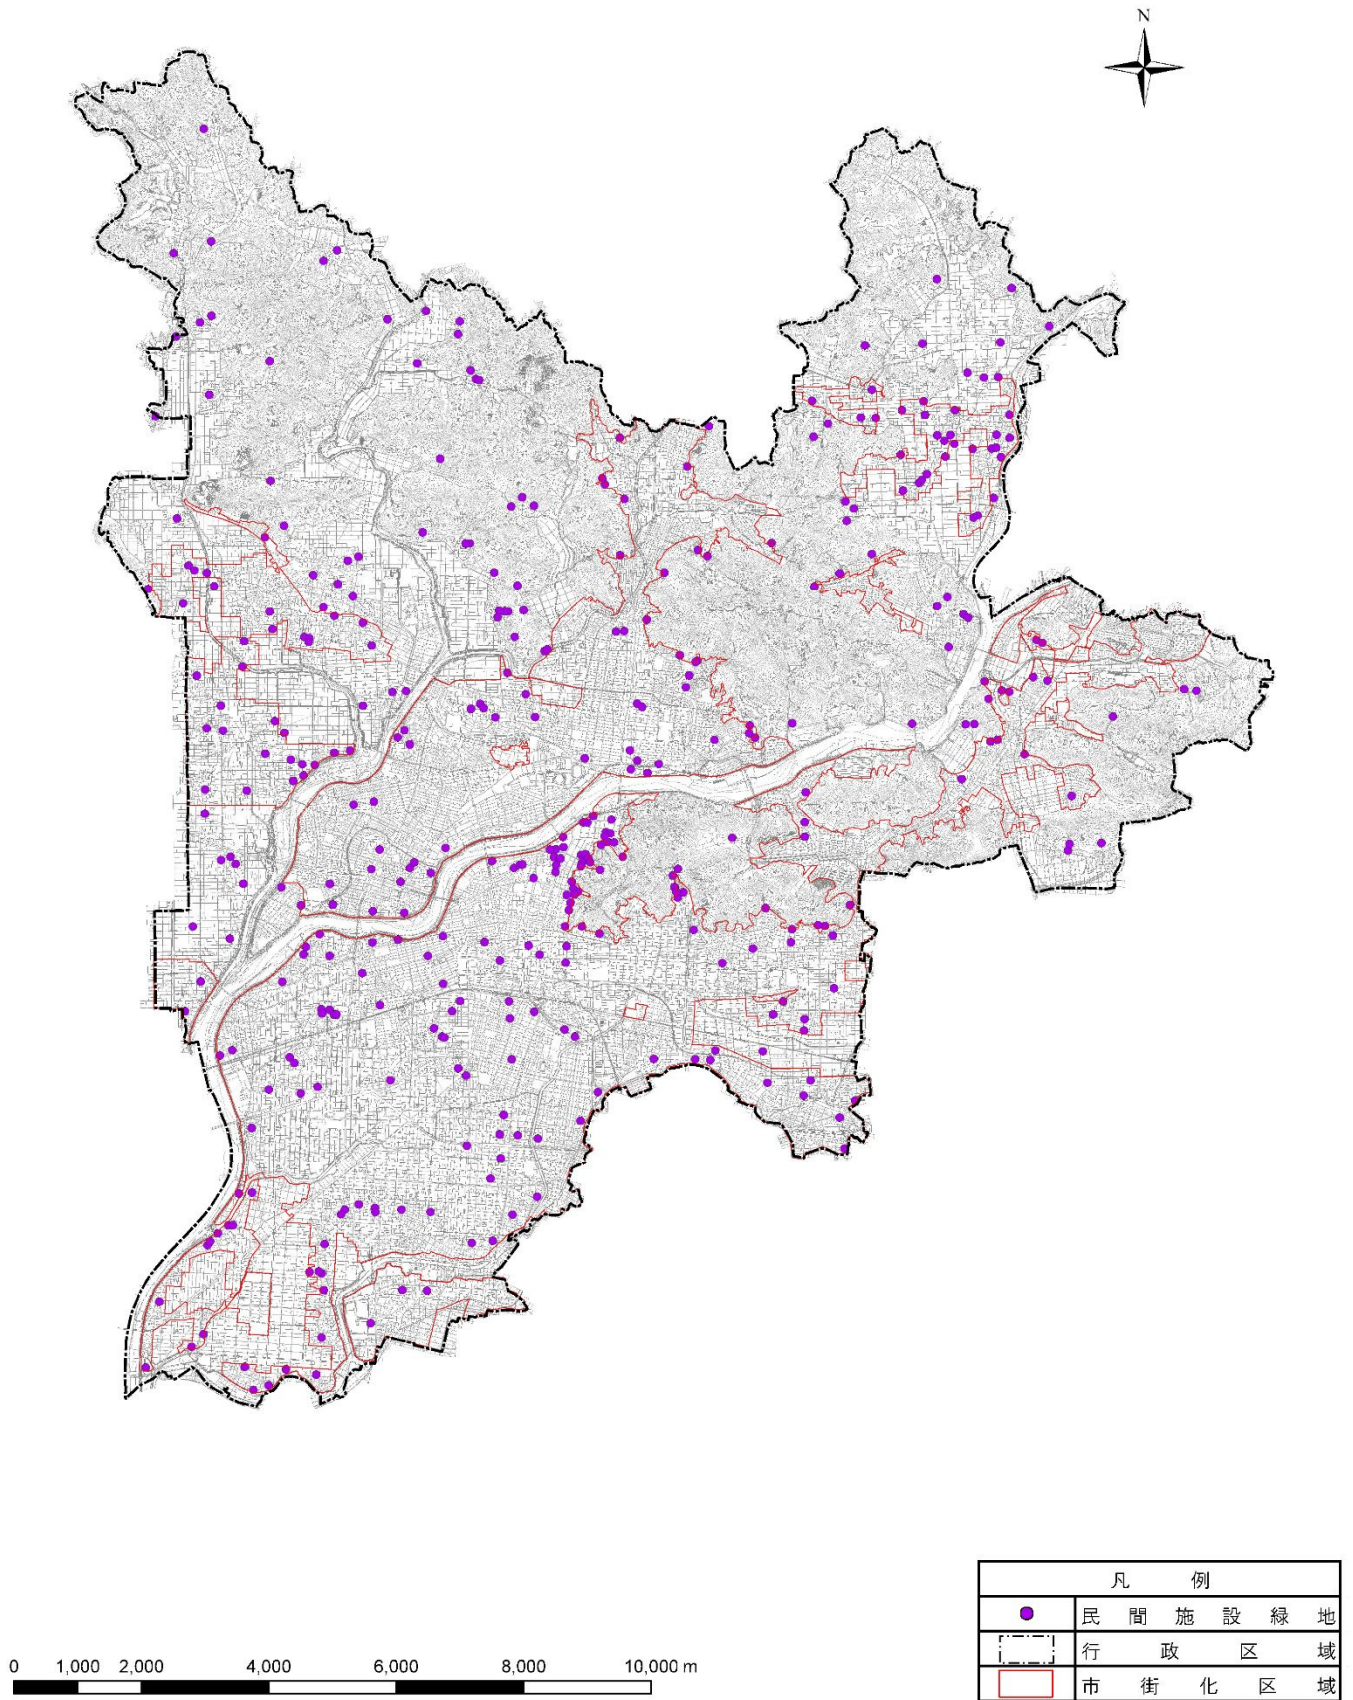 N
凡 例
民 間 施 設 緑 地
行 政 区 域
市 街 化 区 域
0 1,000 2,000 4,000 6,000 8,000 10,000 m